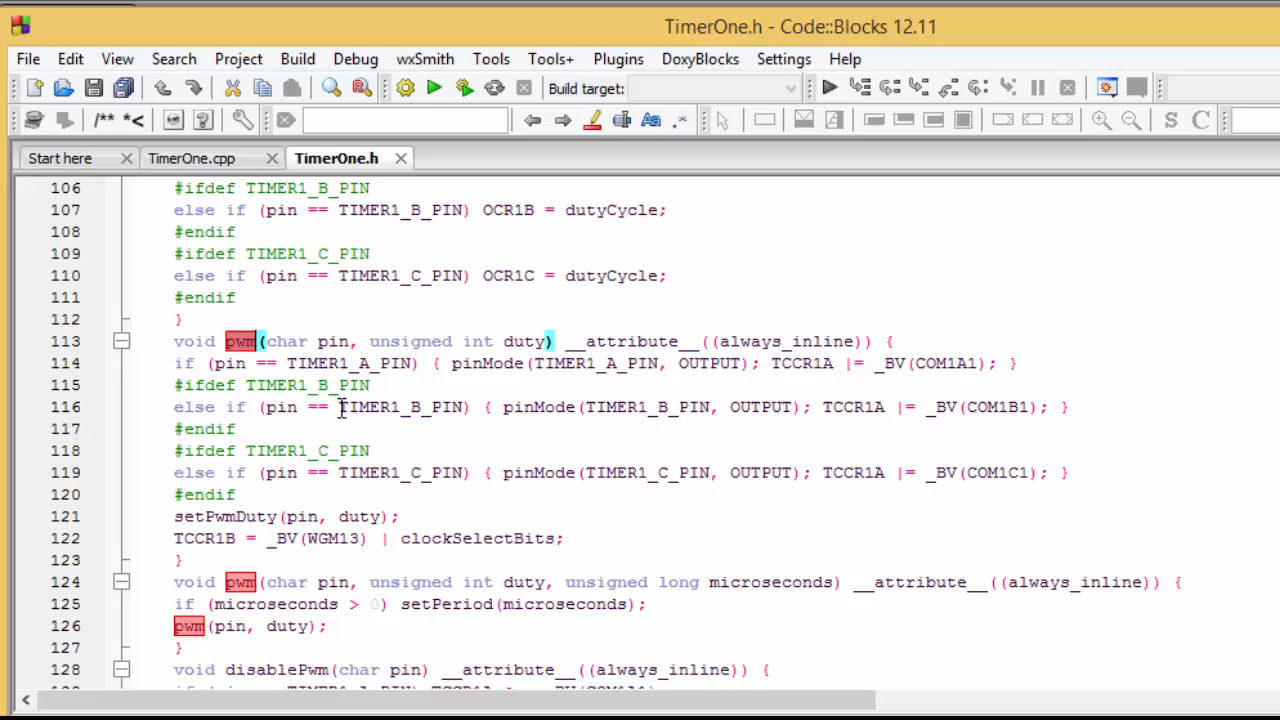 TimerOne.h - Code::Blocks 12.11
File Edit View Search Project Build Debug wxSmith Tools Tools+ Plugins DoxyBlocks Settings Help
Build target:
/** *<
S C
Start here TimerOne.cpp TimerOne.h
106 #ifdef TIMER1_B_PIN
107 else if (pin == TIMER1_B_PIN) OCR1B = dutyCycle;
108 #endif
109 #ifdef TIMER1_C_PIN
110 else if (pin == TIMER1_C_PIN) OCR1C = dutyCycle;
111 #endif
112 }
113 void pwm(char pin, unsigned int duty) __attribute__((always_inline)) {
114 if (pin == TIMER1_A_PIN) { pinMode(TIMER1_A_PIN, OUTPUT); TCCR1A |= _BV(COM1A1); }
115 #ifdef TIMER1_B_PIN
116 else if (pin == TIMER1_B_PIN) { pinMode(TIMER1_B_PIN, OUTPUT); TCCR1A |= _BV(COM1B1); }
117 #endif
118 #ifdef TIMER1_C_PIN
119 else if (pin == TIMER1_C_PIN) { pinMode(TIMER1_C_PIN, OUTPUT); TCCR1A |= _BV(COM1C1); }
120 #endif
121 setPwmDuty(pin, duty);
122 TCCR1B = _BV(WGM13) | clockSelectBits;
123 }
124 void pwm(char pin, unsigned int duty, unsigned long microseconds) __attribute__((always_inline)) {
125 if (microseconds > 0) setPeriod(microseconds);
126 pwm(pin, duty);
127 }
128 void disablePwm(char pin) __attribute__((always_inline)) {